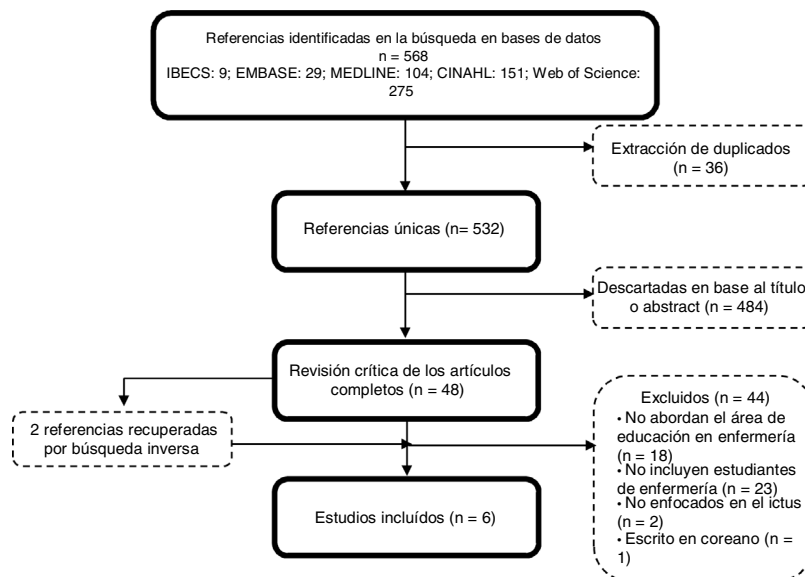 Referencias identificadas en la búsqueda en bases de datos
n = 568
IBECS: 9; EMBASE: 29; MEDLINE: 104; CINAHL: 151; Web of Science:
275
Extracción de duplicados
(n = 36)
Referencias únicas (n= 532)
Descartadas en base al título
o abstract (n = 484)
Revisión crítica de los artículos
completos (n = 48)
2 referencias recuperadas
por búsqueda inversa
Excluidos (n = 44)
• No abordan el área de
educación en enfermería
(n = 18)
• No incluyen estudiantes
de enfermería (n = 23)
• No enfocados en el ictus
(n = 2)
• Escrito en coreano (n =
1)
Estudios incluídos (n = 6)